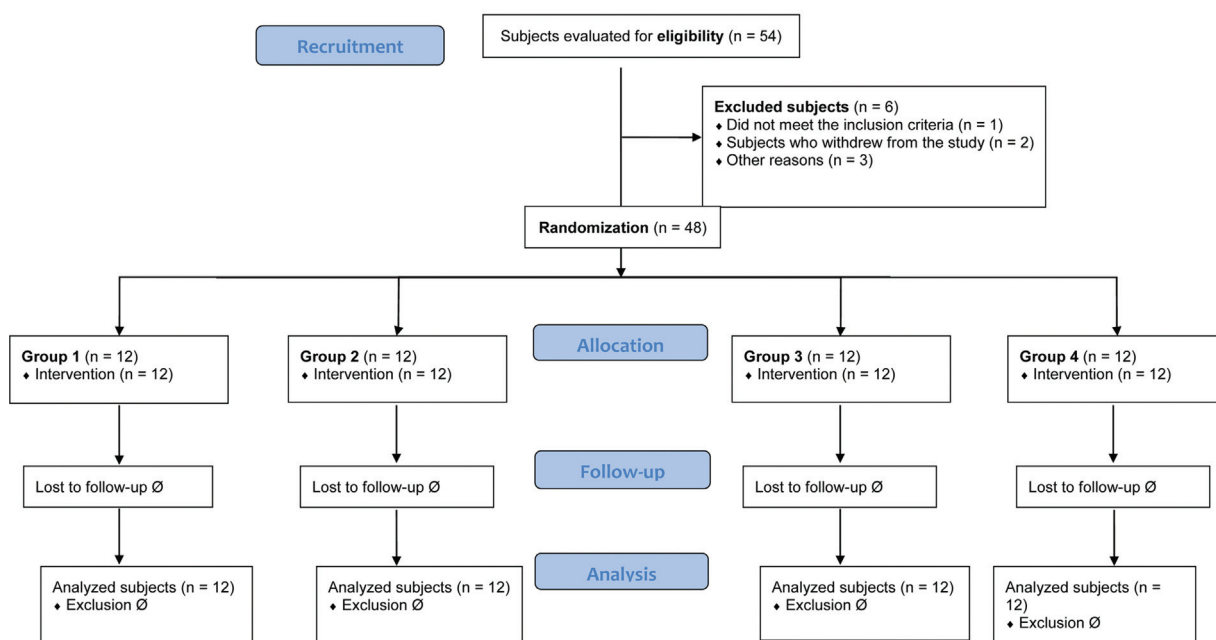 Recruitment
Subjects evaluated for eligibility (n = 54)
Excluded subjects (n = 6)
♦ Did not meet the inclusion criteria (n = 1)
♦ Subjects who withdrew from the study (n = 2)
♦ Other reasons (n = 3)
Randomization (n = 48)
Allocation
Group 1 (n = 12)
♦ Intervention (n = 12)
Group 2 (n = 12)
♦ Intervention (n = 12)
Group 3 (n = 12)
♦ Intervention (n = 12)
Group 4 (n = 12)
♦ Intervention (n = 12)
Follow-up
Lost to follow-up Ø
Lost to follow-up Ø
Lost to follow-up Ø
Lost to follow-up Ø
Analysis
Analyzed subjects (n = 12)
♦ Exclusion Ø
Analyzed subjects (n = 12)
♦ Exclusion Ø
Analyzed subjects (n = 12)
♦ Exclusion Ø
Analyzed subjects (n =
12)
♦ Exclusion Ø